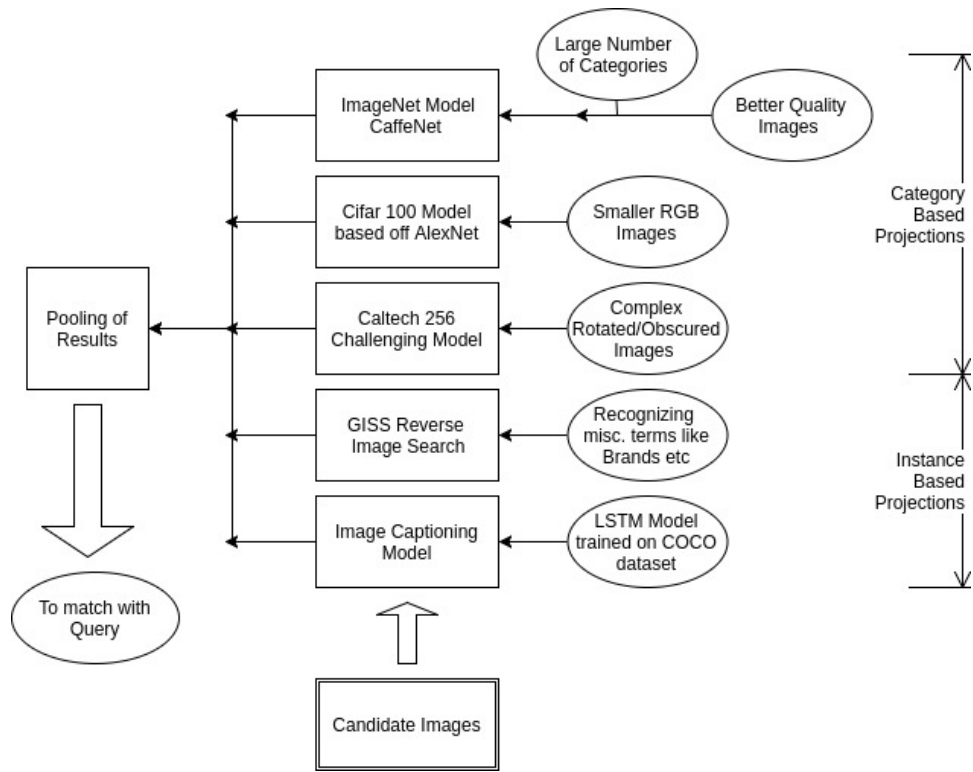 Large Number
of Categories
ImageNet Model
CaffeNet
Better Quality
Images
Cifar 100 Model
based off AlexNet
Smaller RGB
Images
Category
Based
Projections
Pooling of
Results
Caltech 256
Challenging Model
Complex
Rotated/Obscured
Images
GISS Reverse
Image Search
Recognizing
misc. terms like
Brands etc
Instance
Based
Projections
Image Captioning
Model
LSTM Model
trained on COCO
dataset
To match with
Query
Candidate Images